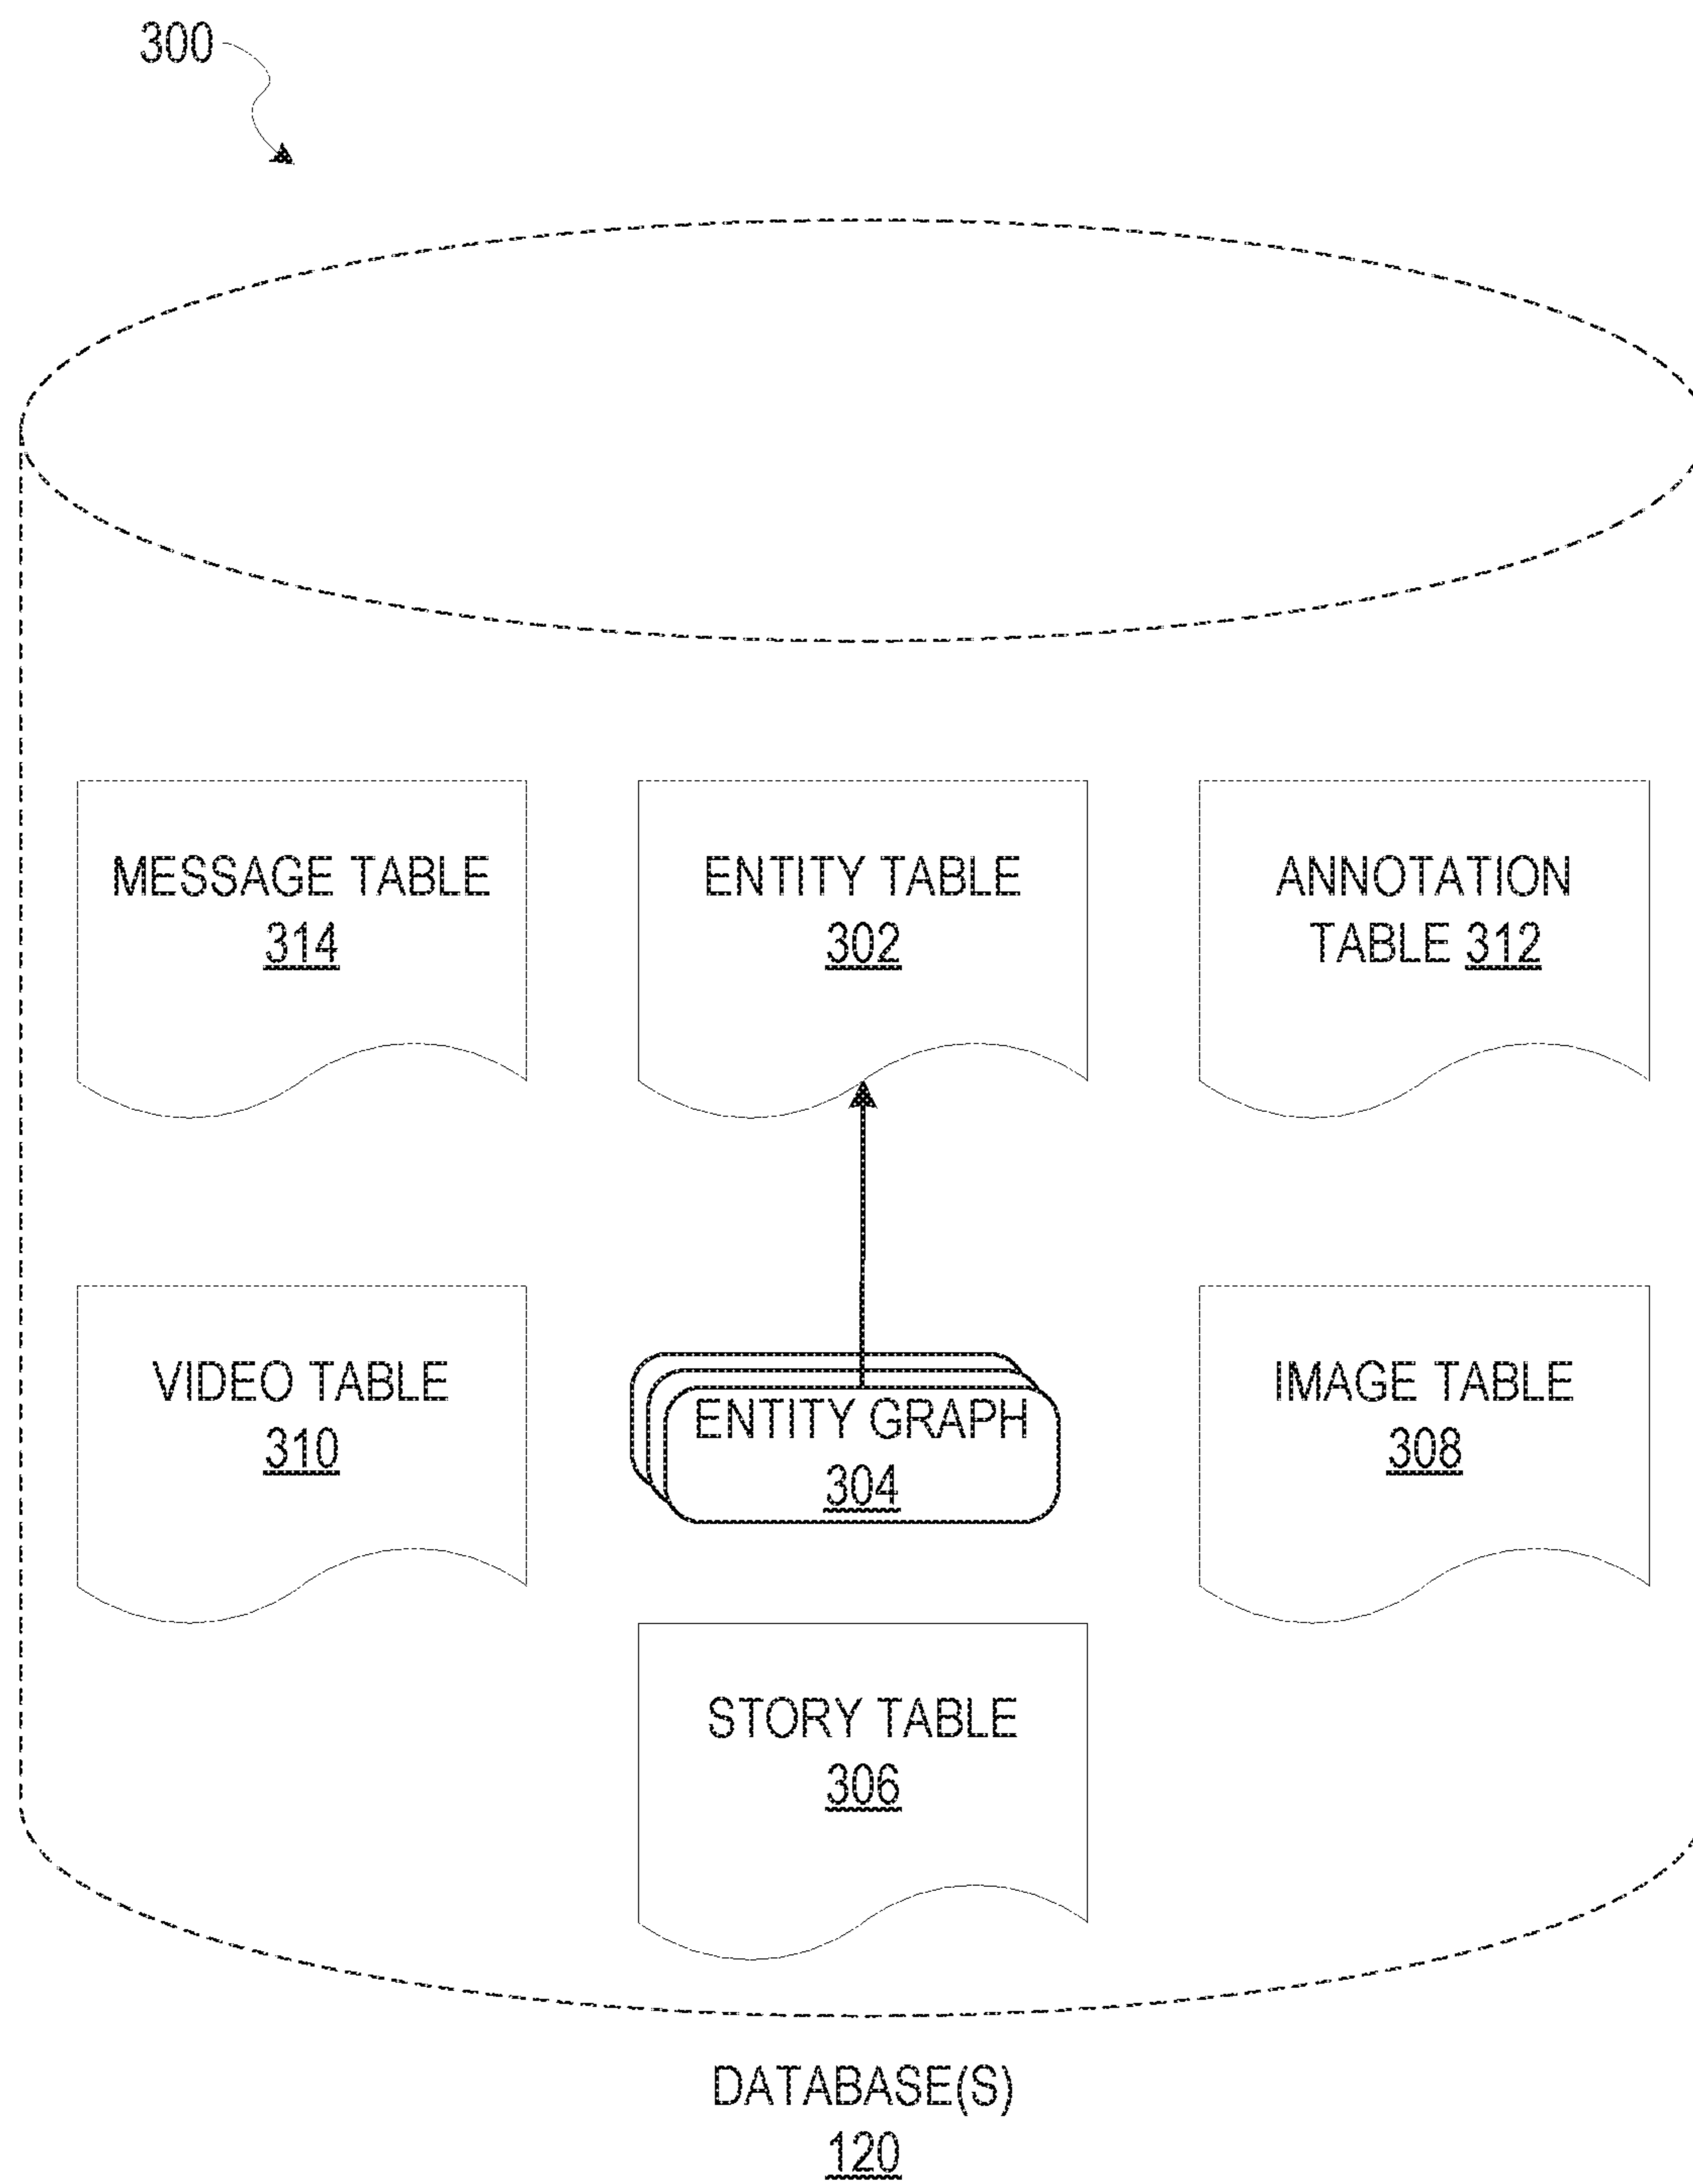 300
MESSAGE TABLE
314
ENTITY TABLE
302
ANNOTATION
TABLE 312
VIDEO TABLE
310
ENTITY GRAPH
304
IMAGE TABLE
308
STORY TABLE
306
DATABASE(S)
120